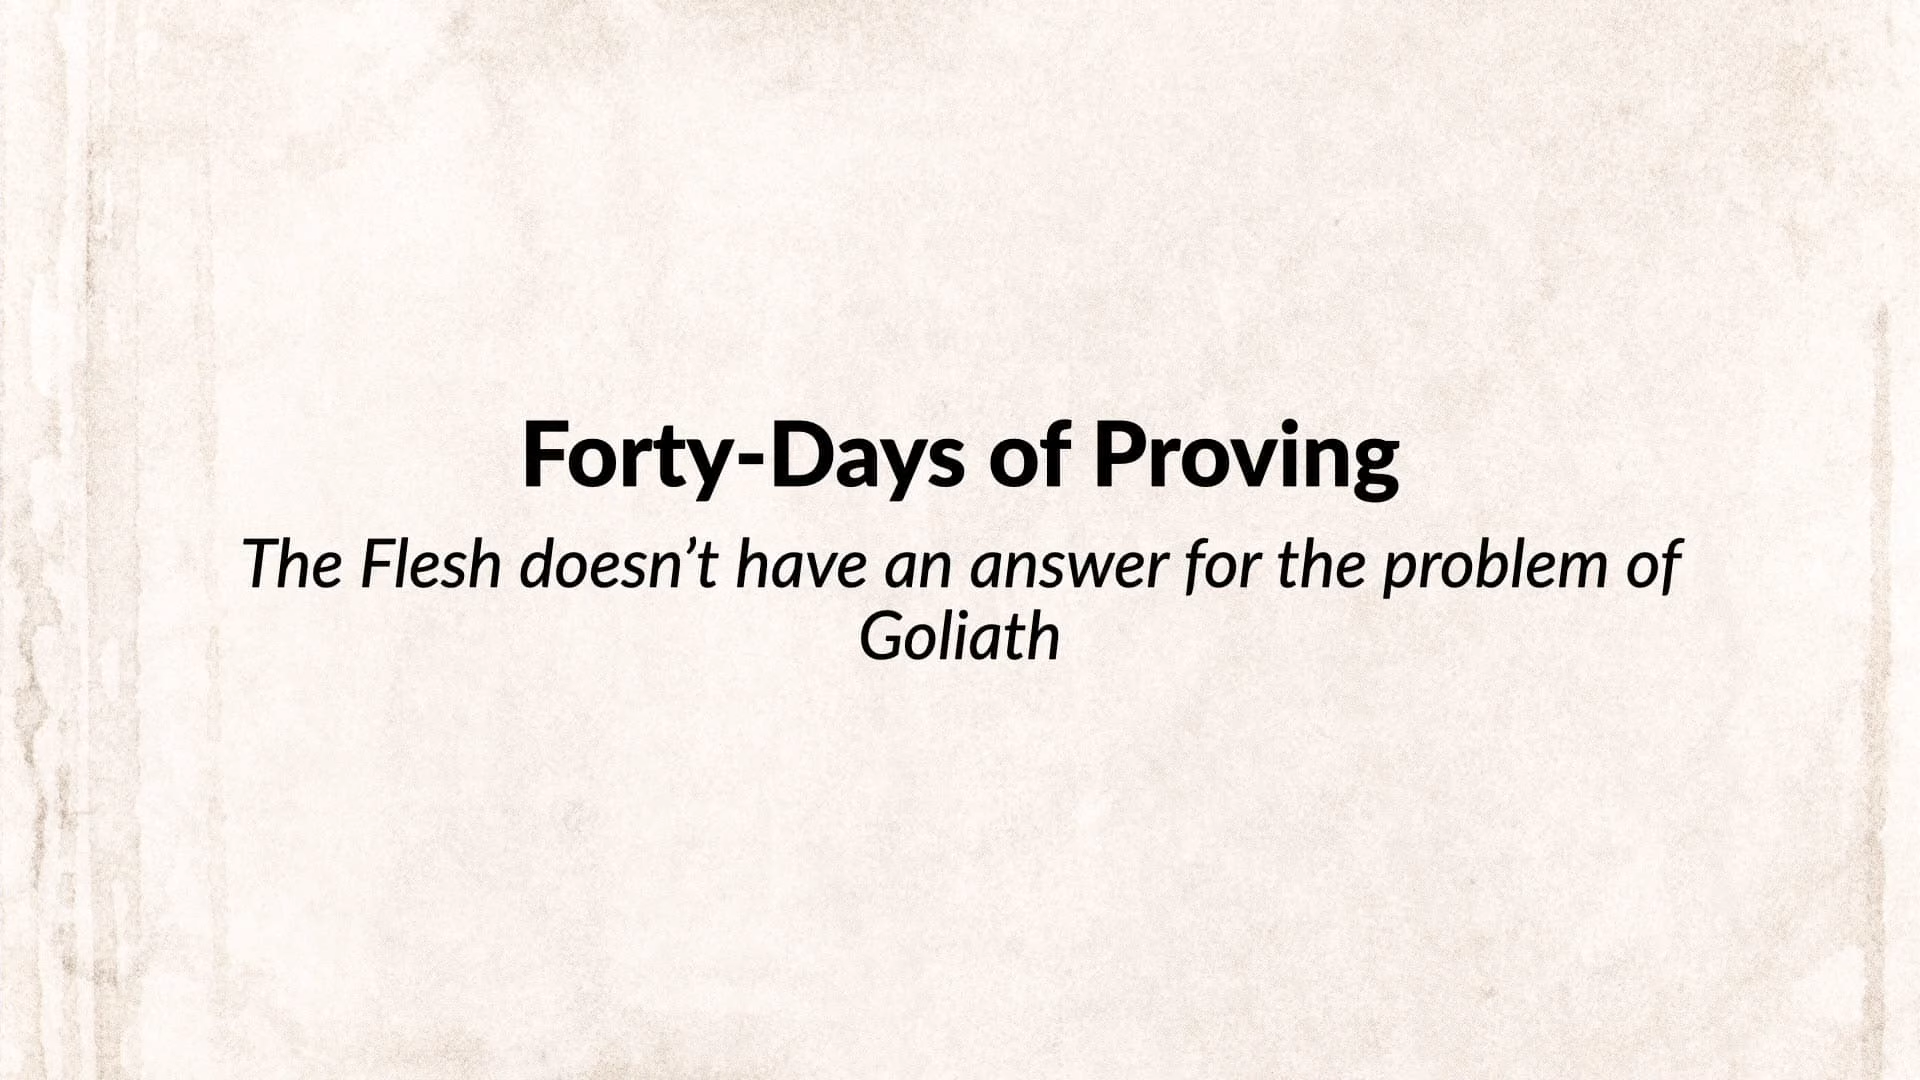 Forty-Days of Proving
The Flesh doesn’t have an answer for the problem of
Goliath